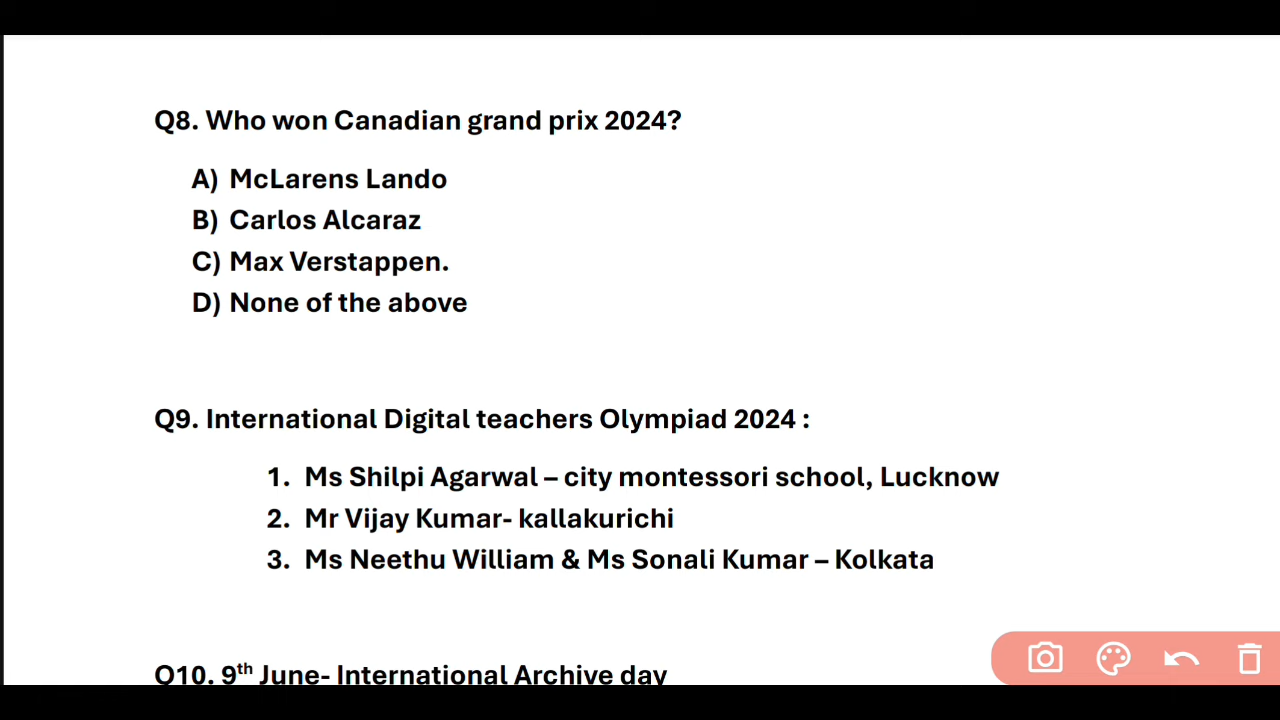 Q8. Who won Canadian grand prix 2024?
A) McLarens Lando
B) Carlos Alcaraz
C) Max Verstappen.
D) None of the above
Q9. International Digital teachers Olympiad 2024 :
1. Ms Shilpi Agarwal – city montessori school, Lucknow
2. Mr Vijay Kumar- kallakurichi
3. Ms Neethu William & Ms Sonali Kumar – Kolkata
Q10. 9th June- International Archive day